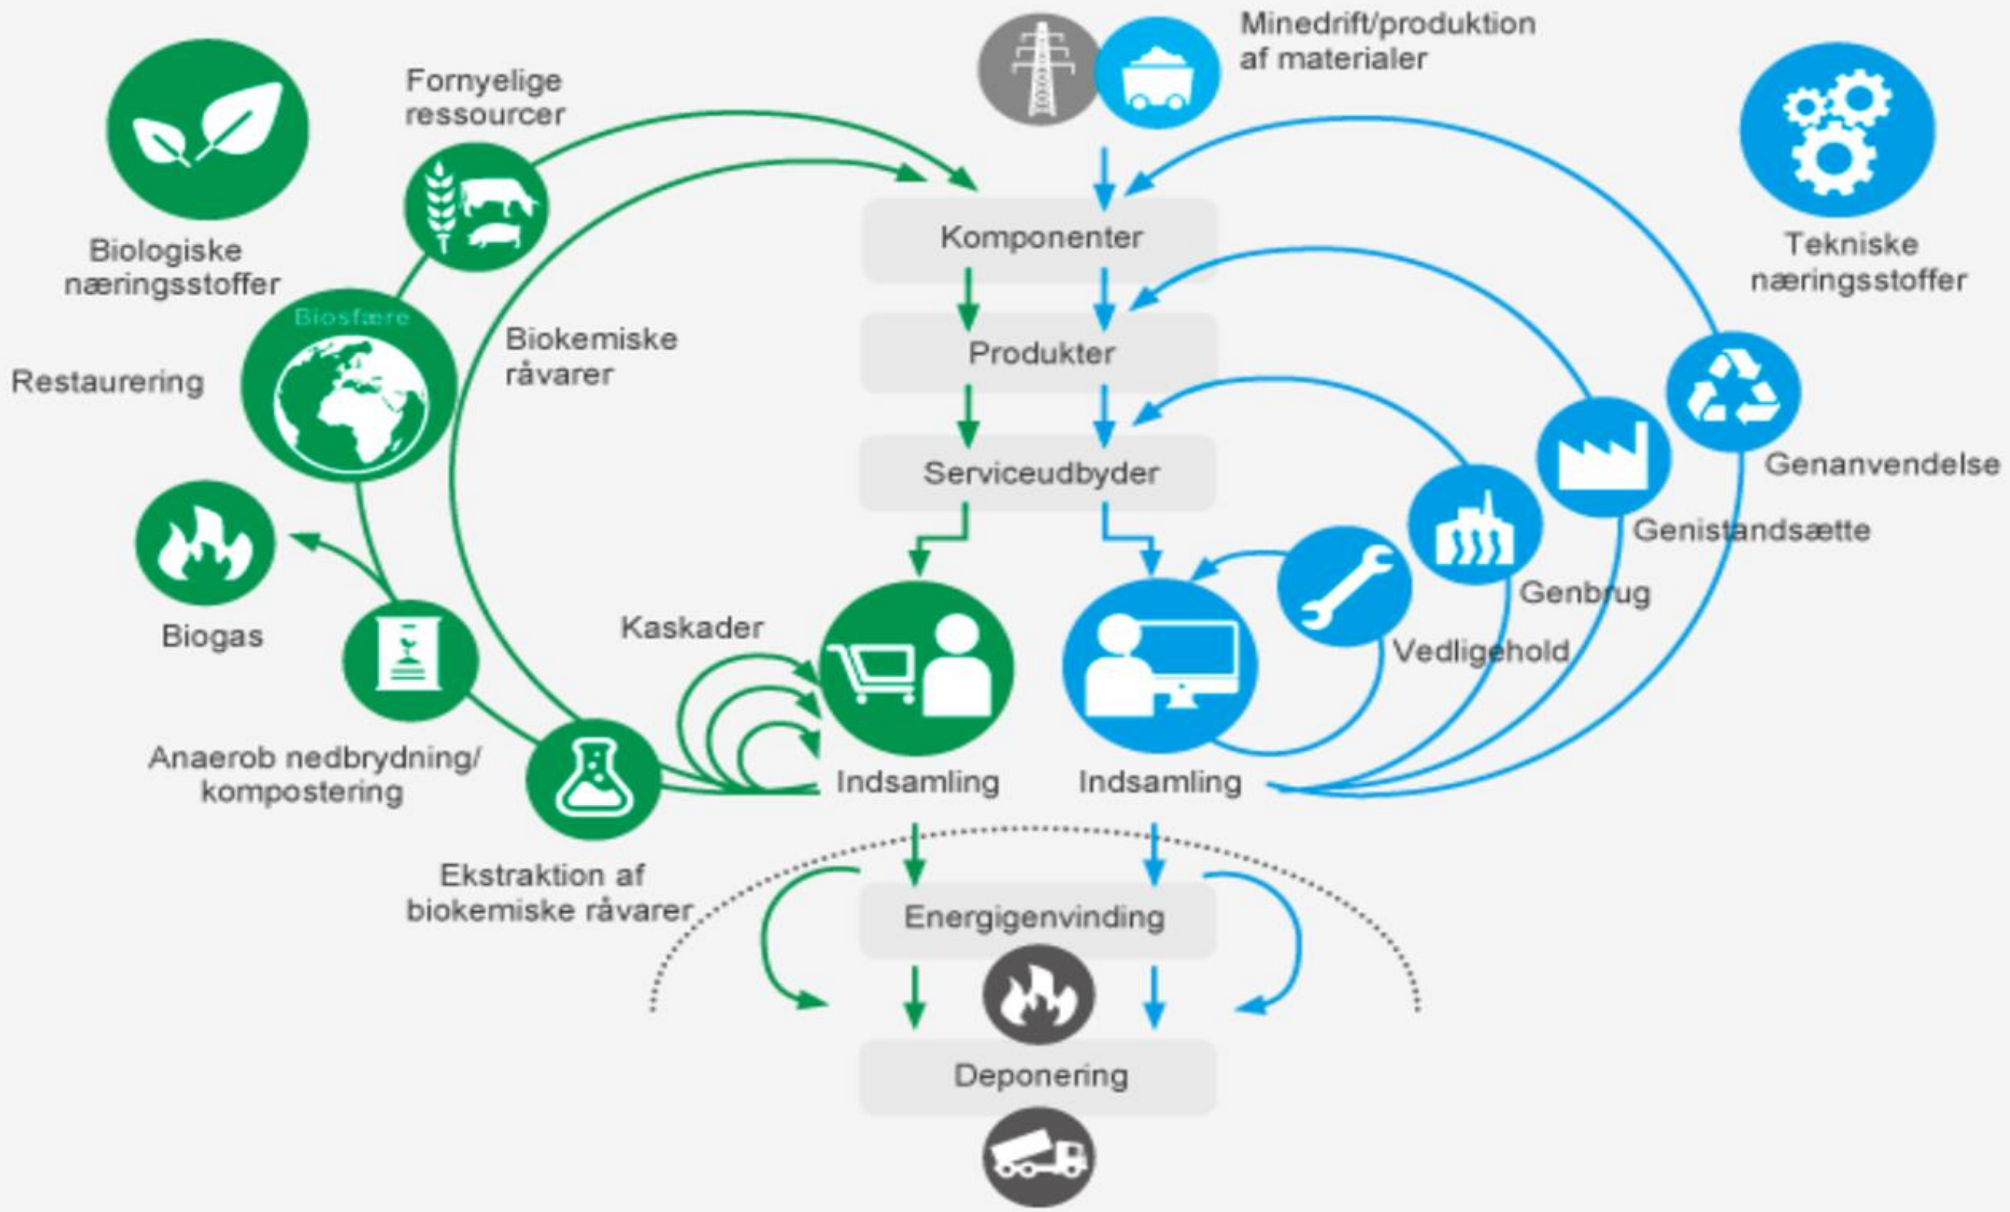 Minedrift/produktion
af materialer
Fornyelige
ressourcer
Biologiske
næringsstoffer
Tekniske
næringsstoffer
Komponenter
Biosfære
Restaurering
Biokemiske
råvarer
Produkter
Serviceudbyder
Genanvendelse
Genistandsætte
Genbrug
Vedligehold
Biogas
Kaskader
Anaerob nedbrydning/
kompostering
Indsamling
Indsamling
Ekstraktion af
biokemiske råvarer
Energigenvinding
Deponering